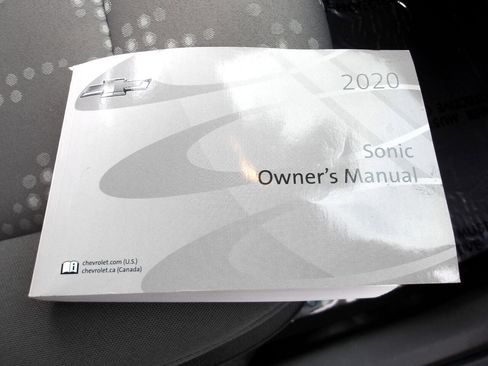 2020
Sonic
Owner's Manual
chevrolet.com (U.S.)
chevrolet.ca (Canada)